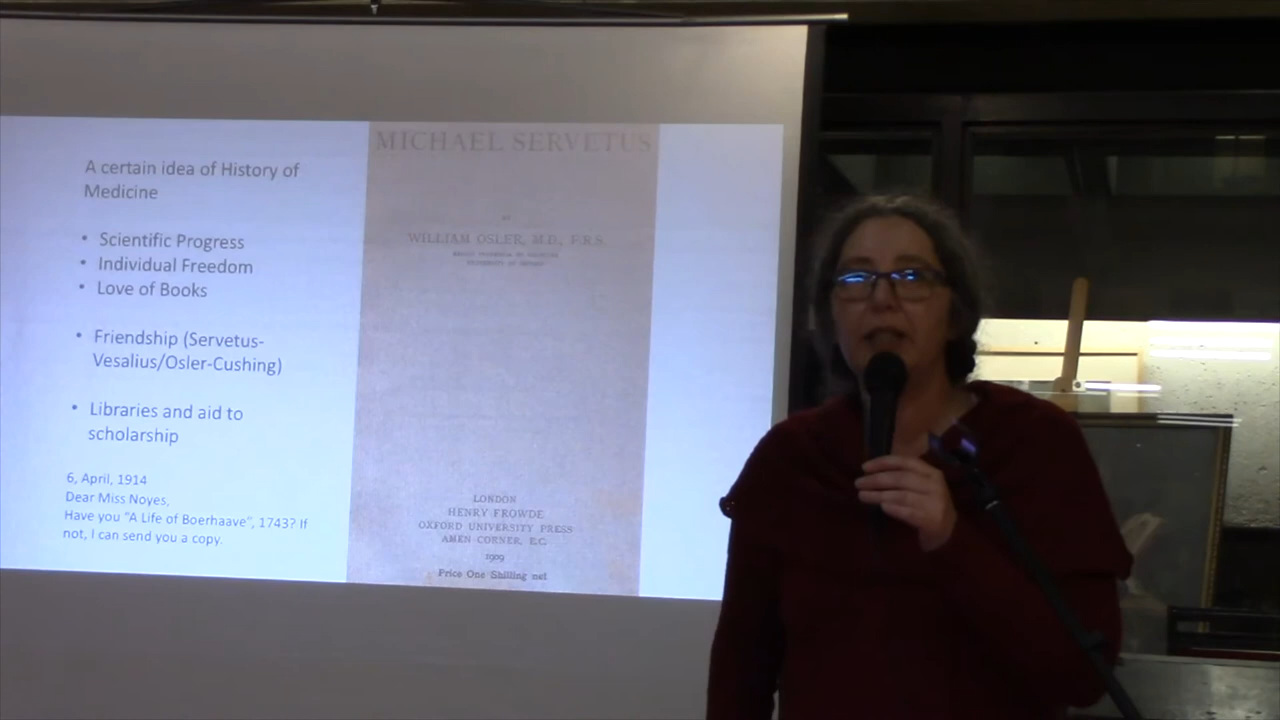 A certain idea of History of
Medicine
• Scientific Progress
• Individual Freedom
• Love of Books
• Friendship (Servetus-
Vesalius/Osler-Cushing)
• Libraries and aid to
scholarship
6, April, 1914
Dear Miss Noyes,
Have you "A Life of Boerhaave", 1743? If
not, I can send you a copy.
MICHAEL SERVETUS
BY
WILLIAM OSLER, M.D., F.R.S.
LONDON
HENRY FROWDE
OXFORD UNIVERSITY PRESS
AMEN CORNER, E.C.
1909
Price One Shilling net